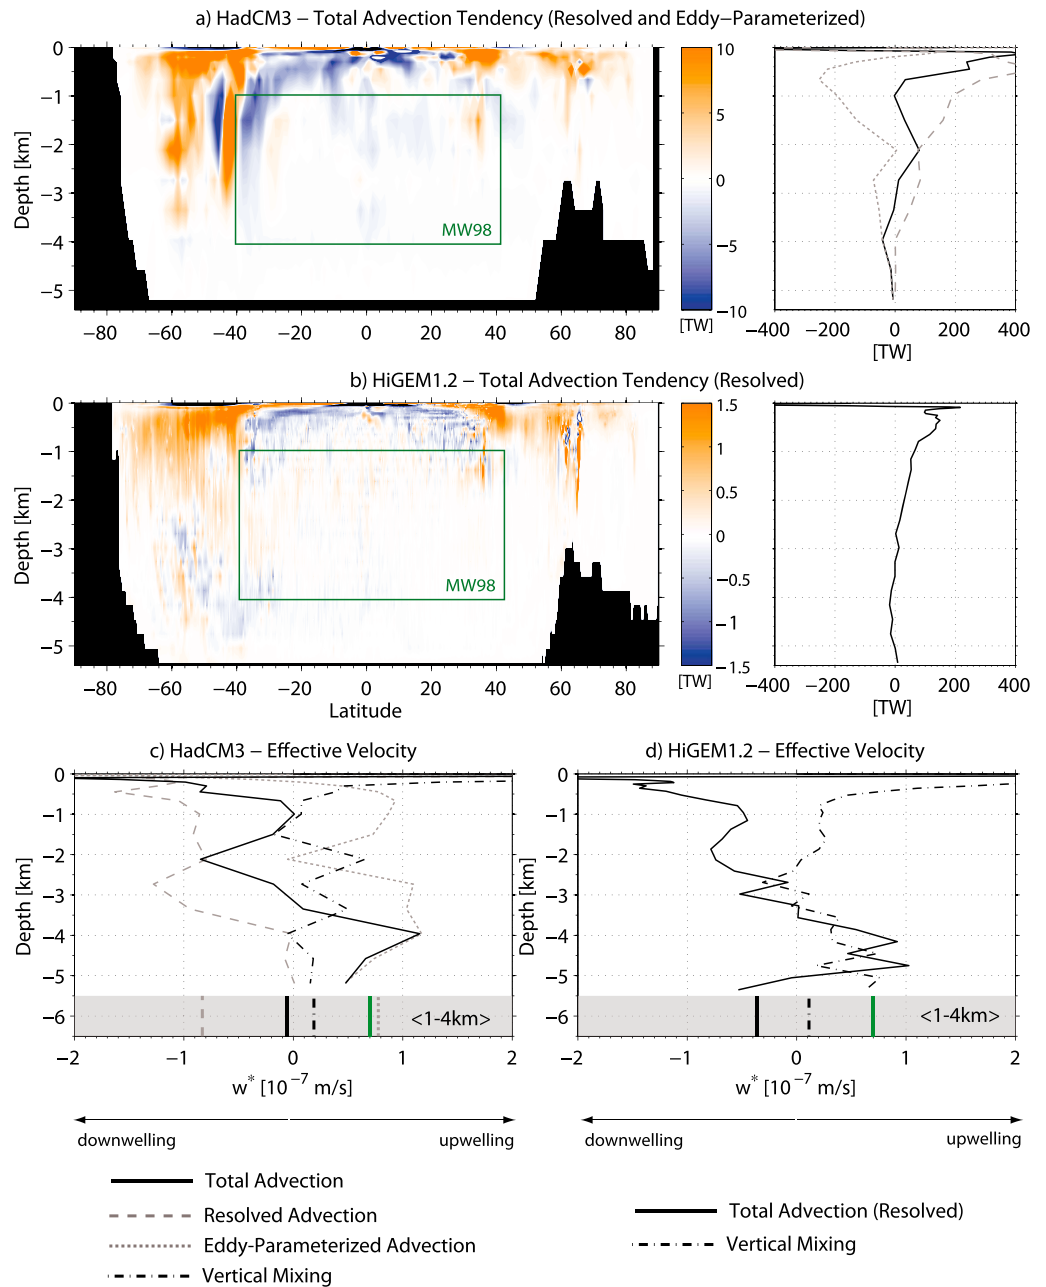 a) HadCM3 − Total Advection Tendency (Resolved and Eddy−Parameterized)
Depth [km]
0
−1
−2
−3
−4
−5
MW98
−80 −60 −40 −20 0 20 40 60 80
10
5
0
−5
−10
[TW]
−400 −200 0 200 400
[TW]
b) HiGEM1.2 − Total Advection Tendency (Resolved)
Depth [km]
0
−1
−2
−3
−4
−5
MW98
−80 −60 −40 −20 0 20 40 60 80
Latitude
1.5
1
0.5
0
−0.5
−1
−1.5
[TW]
−400 −200 0 200 400
[TW]
c) HadCM3 − Effective Velocity
Depth [km]
0
−1
−2
−3
−4
−5
−6
<1-4km>
−2 −1 0 1 2
w* [10⁻⁷ m/s]
downwelling upwelling
d) HiGEM1.2 − Effective Velocity
Depth [km]
0
−1
−2
−3
−4
−5
−6
<1-4km>
−2 −1 0 1 2
w* [10⁻⁷ m/s]
downwelling upwelling
Total Advection
Resolved Advection
Eddy-Parameterized Advection
Vertical Mixing
Total Advection (Resolved)
Vertical Mixing